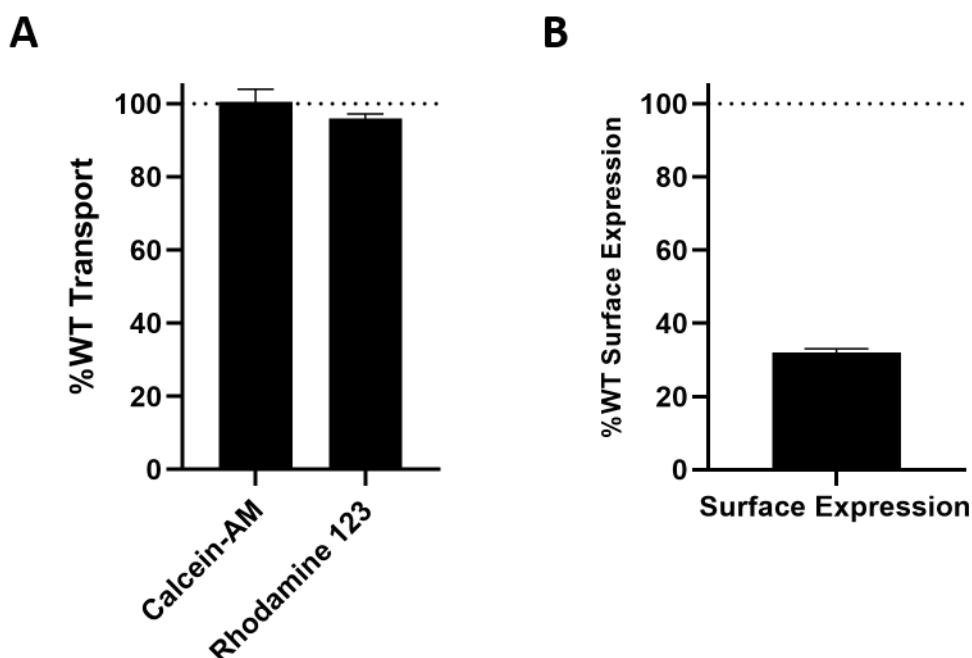 A
%WT Transport
100
80
60
40
20
0
Calcein-AM
Rhodamine 123
B
%WT Surface Expression
100
80
60
40
20
0
Surface Expression